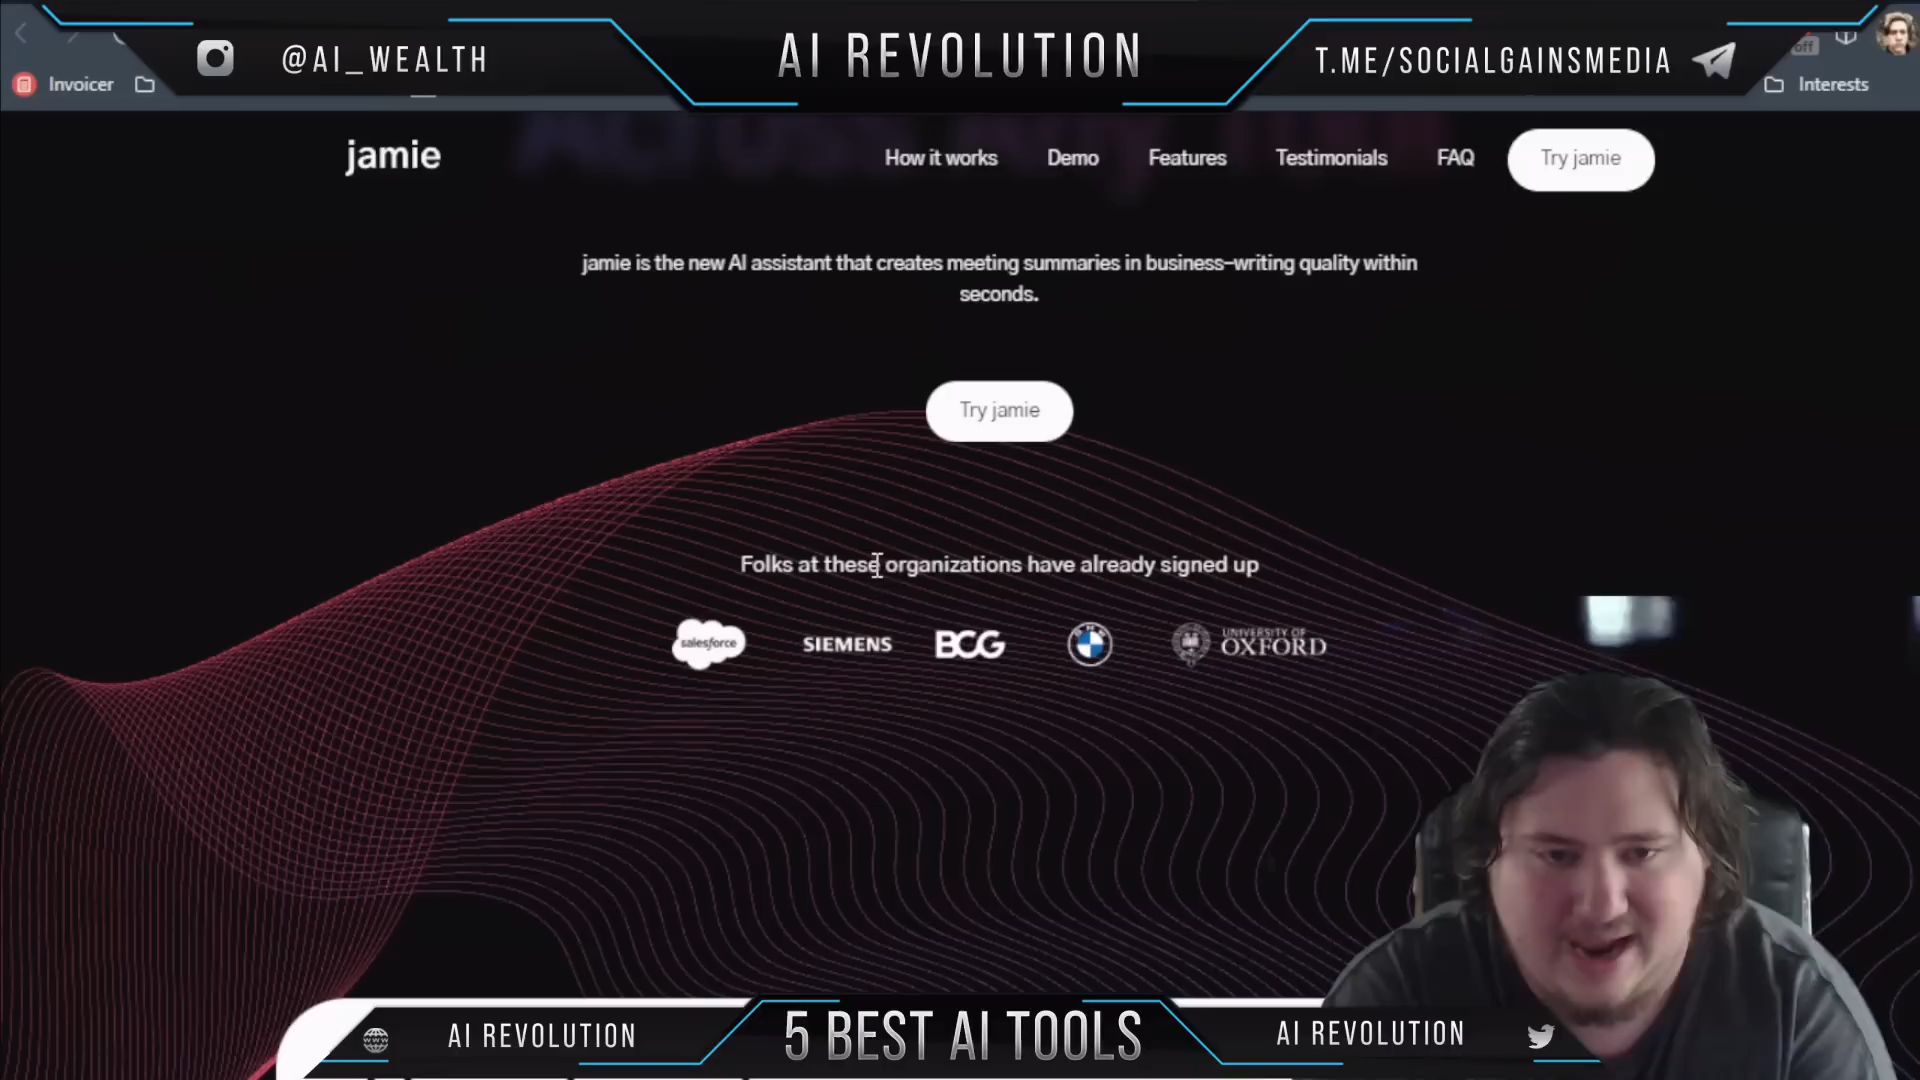 @AI_WEALTH
AI REVOLUTION
T.ME/SOCIALGAINSMEDIA
off
Invoicer
Interests
jamie
How it works
Demo
Features
Testimonials
FAQ
Try jamie
jamie is the new AI assistant that creates meeting summaries in business-writing quality within
seconds.
Try jamie
Folks at these organizations have already signed up
salesforce
SIEMENS
BCG
BMW
UNIVERSITY OF
OXFORD
AI REVOLUTION
5 BEST AI TOOLS
AI REVOLUTION